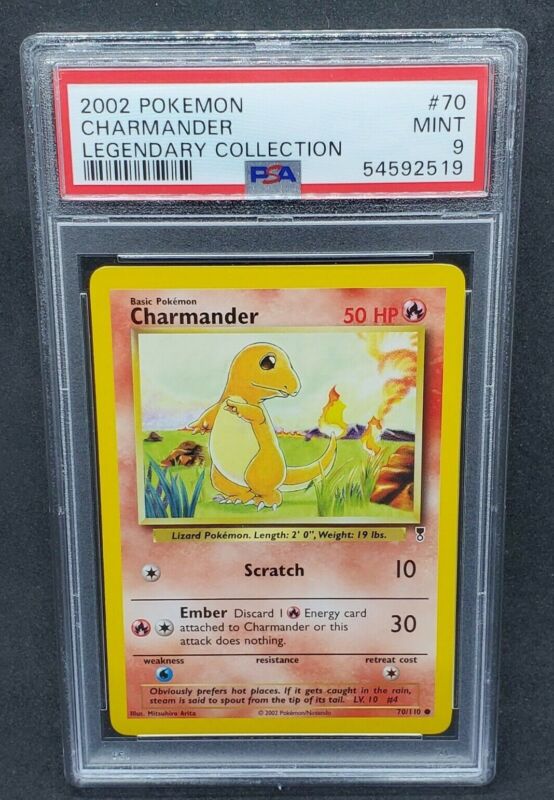 2002 POKEMON #70
CHARMANDER MINT
LEGENDARY COLLECTION 9
PSA 54592519
Basic Pokémon
Charmander 50 HP
Lizard Pokémon. Length: 2' 0", Weight: 19 lbs.
Scratch 10
Ember Discard 1 Energy card
attached to Charmander or this
attack does nothing.
30
weakness resistance retreat cost
Obviously prefers hot places. If it gets caught in the rain,
steam is said to spout from the tip of its tail. LV. 10 #4
Illus. Mitsuhiro Arita © 2002 Pokémon/Nintendo 70/110